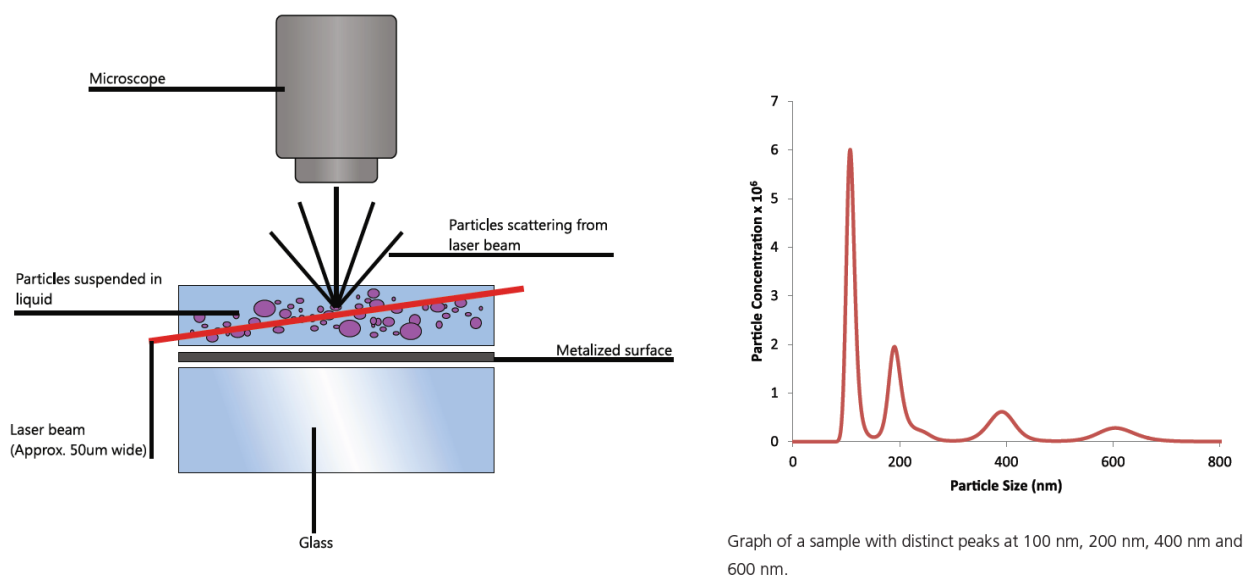 Microscope
Particles scattering from
laser beam
Particles suspended in
liquid
Metalized surface
Laser beam
(Approx. 50um wide)
Glass
Particle Concentration x 10⁶
7
6
5
4
3
2
1
0
0 200 400 600 800
Particle Size (nm)
Graph of a sample with distinct peaks at 100 nm, 200 nm, 400 nm and
600 nm.